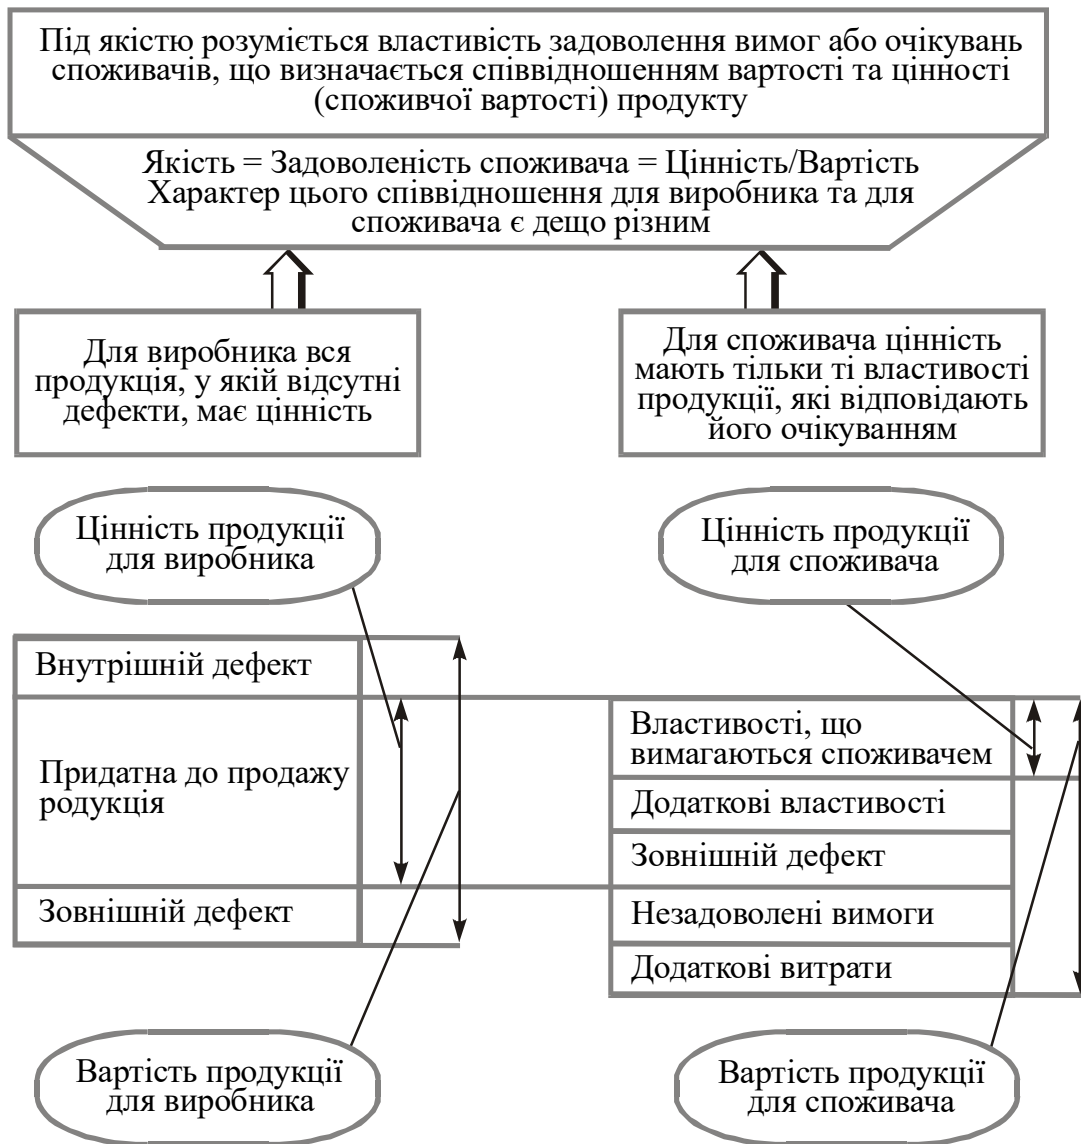 Під якістю розуміється властивість задоволення вимог або очікувань
споживачів, що визначається співвідношенням вартості та цінності
(споживчої вартості) продукту
Якість = Задоволеність споживача = Цінність/Вартість
Характер цього співвідношення для виробника та для
споживача є дещо різним
Для виробника вся
продукція, у якій відсутні
дефекти, має цінність
Для споживача цінність
мають тільки ті властивості
продукції, які відповідають
його очікуванням
Цінність продукції
для виробника
Цінність продукції
для споживача
Внутрішній дефект
Придатна до продажу
родукція
Зовнішній дефект
Властивості, що
вимагаються споживачем
Додаткові властивості
Зовнішній дефект
Незадоволені вимоги
Додаткові витрати
Вартість продукції
для виробника
Вартість продукції
для споживача